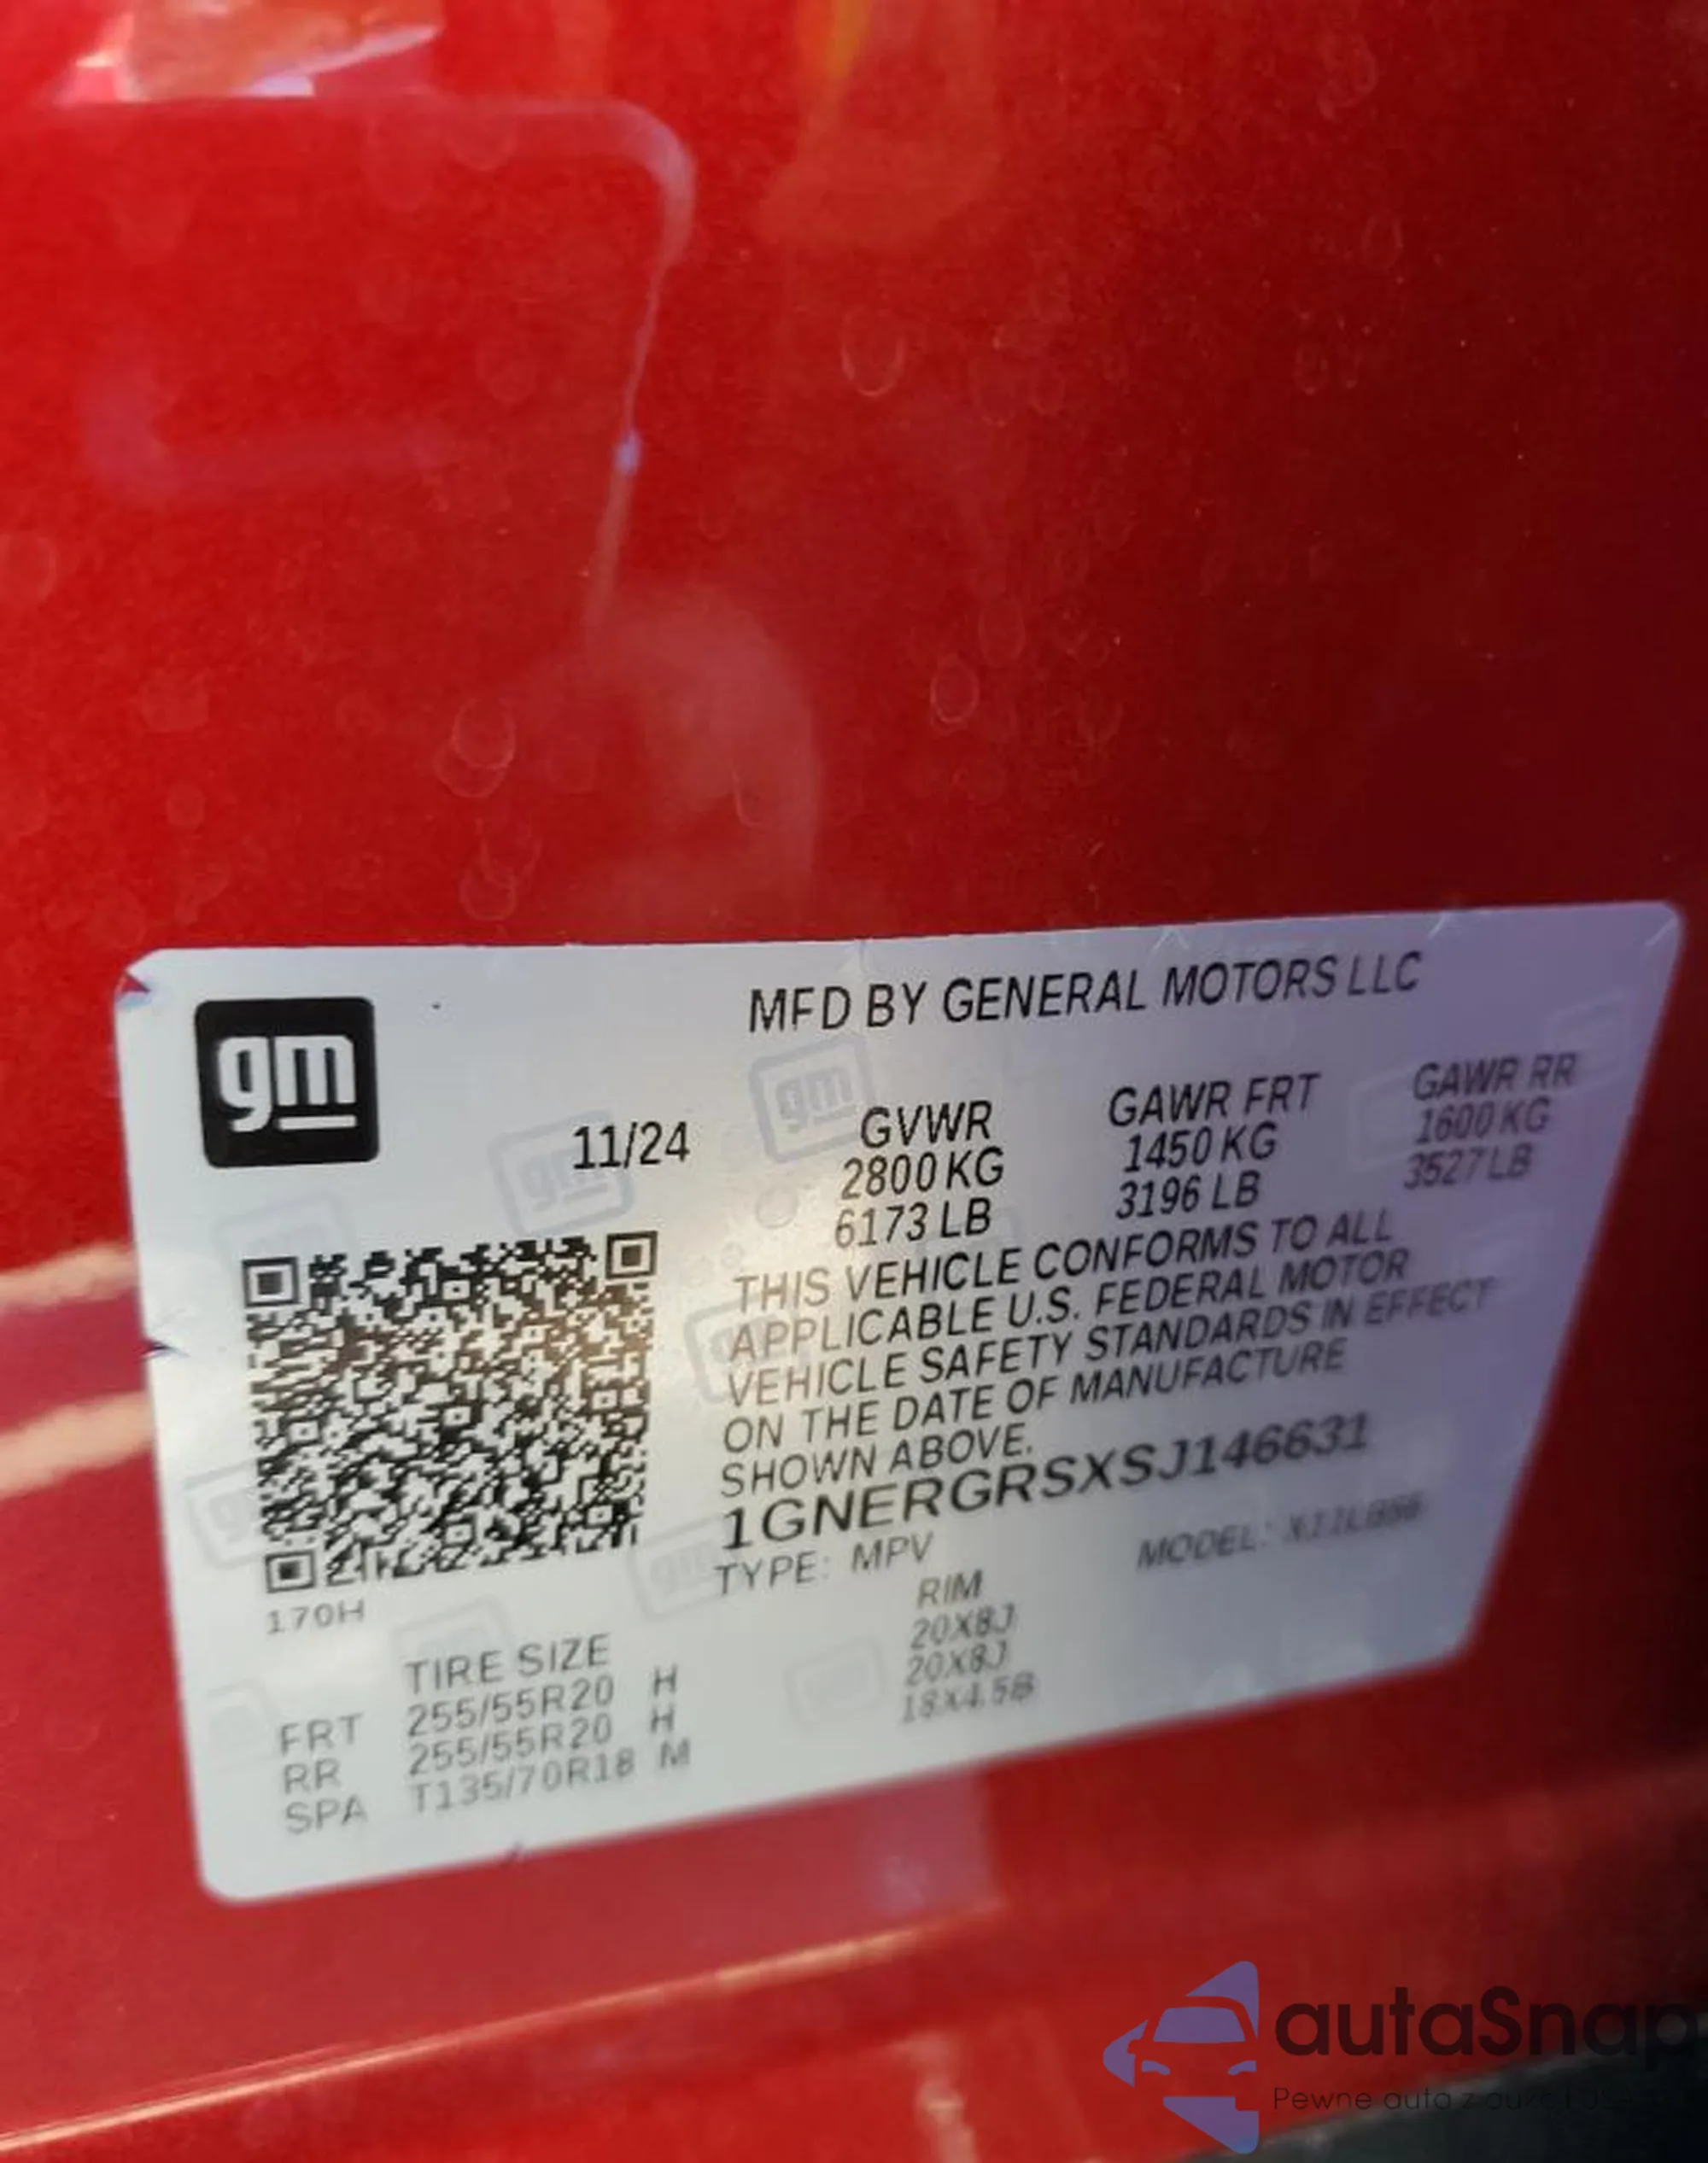 MFD BY GENERAL MOTORS LLC
gm
11/24
GVWR GAWR FRT GAWR RR
2800 KG 1450 KG 1600 KG
6173 LB 3196 LB 3527 LB
THIS VEHICLE CONFORMS TO ALL
APPLICABLE U.S. FEDERAL MOTOR
VEHICLE SAFETY STANDARDS IN EFFECT
ON THE DATE OF MANUFACTURE
SHOWN ABOVE.
1GNERGRSXSJ146631
TYPE: MPV MODEL:
170H
TIRE SIZE RIM
FRT 255/55R20 H 20X8J
RR 255/55R20 H 20X8J
SPA T135/70R18 M 18X4.5B
autaSnap
Pewne auta z